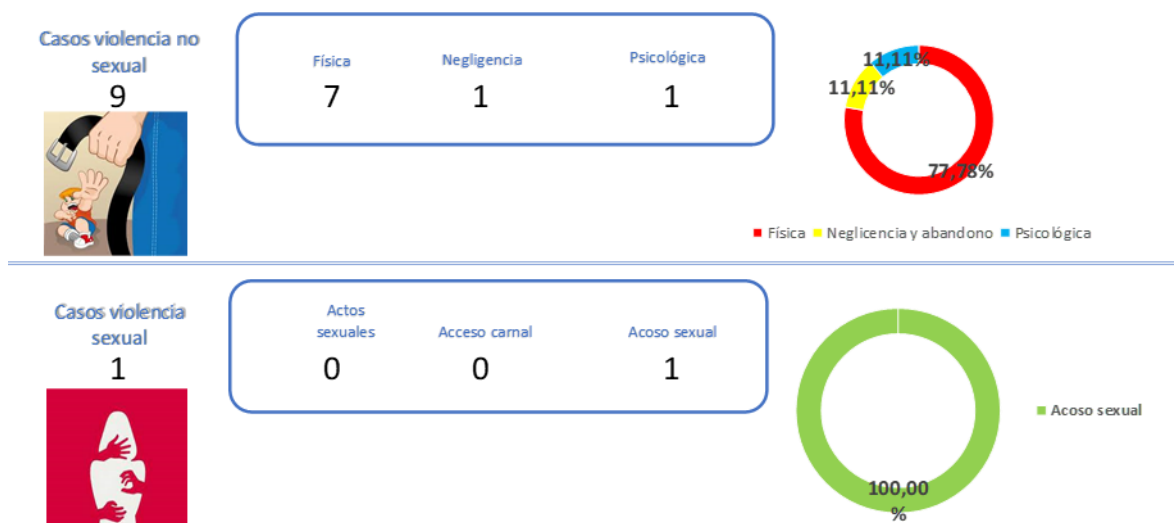 Casos violencia no
sexual
9
Física
Negligencia
Psicológica
7
1
1
11,11%
11,11%
77,78%
Física
Neglicencia y abandono
Psicológica
Casos violencia
sexual
1
Actos
sexuales
Acceso carnal
Acoso sexual
0
0
1
100,00
%
Acoso sexual